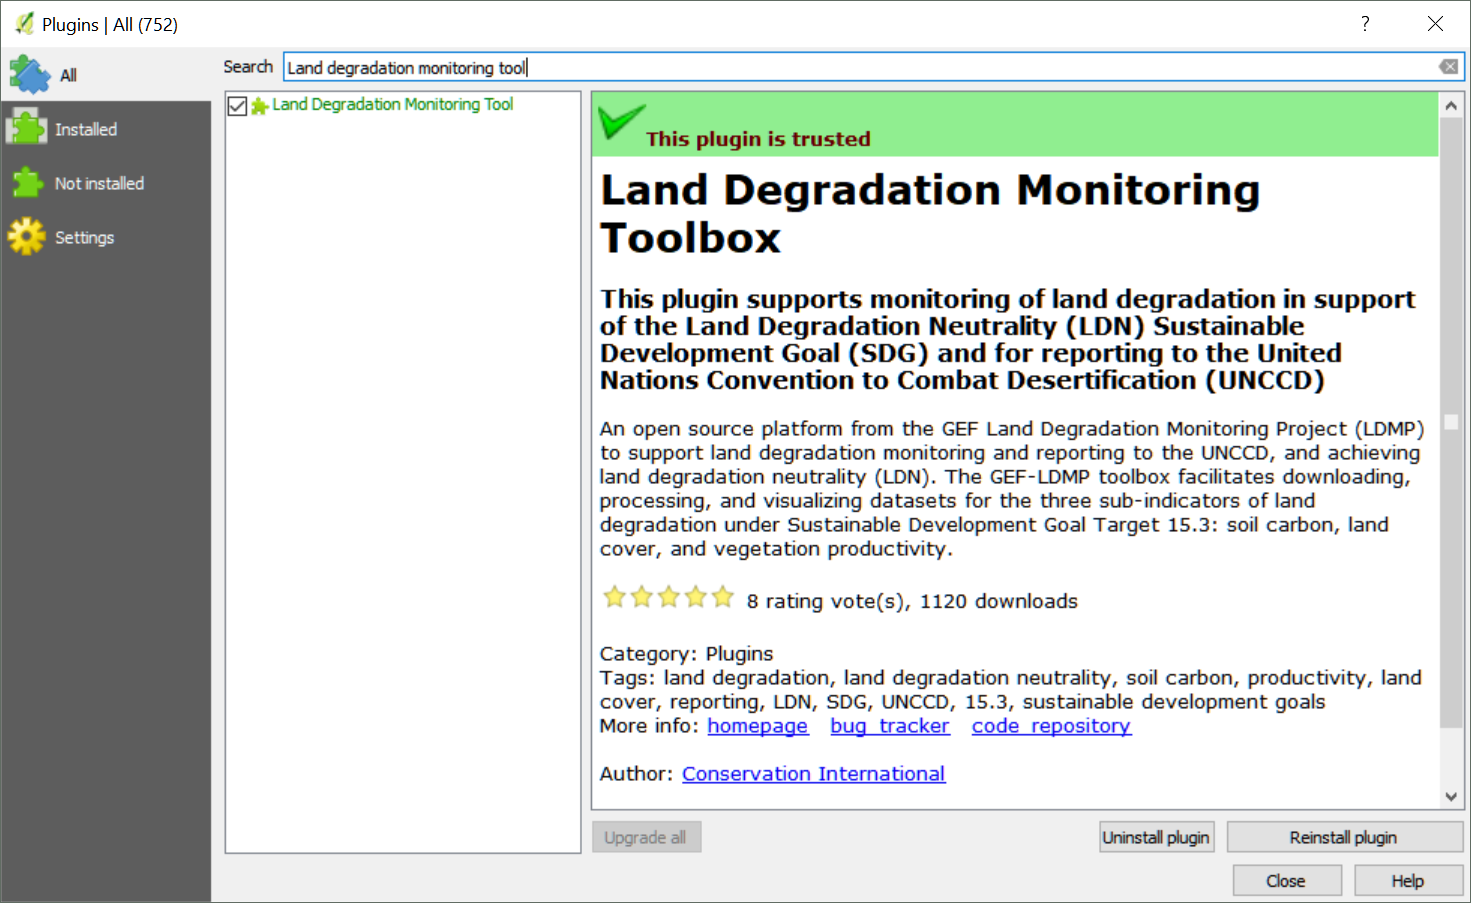 Plugins | All (752)
?
All
Installed
Not installed
Settings
Search
Land degradation monitoring tool
Land Degradation Monitoring Tool
This plugin is trusted
Land Degradation Monitoring
Toolbox
This plugin supports monitoring of land degradation in support
of the Land Degradation Neutrality (LDN) Sustainable
Development Goal (SDG) and for reporting to the United
Nations Convention to Combat Desertification (UNCCD)
An open source platform from the GEF Land Degradation Monitoring Project (LDMP)
to support land degradation monitoring and reporting to the UNCCD, and achieving
land degradation neutrality (LDN). The GEF-LDMP toolbox facilitates downloading,
processing, and visualizing datasets for the three sub-indicators of land
degradation under Sustainable Development Goal Target 15.3: soil carbon, land
cover, and vegetation productivity.
8 rating vote(s), 1120 downloads
Category: Plugins
Tags: land degradation, land degradation neutrality, soil carbon, productivity, land
cover, reporting, LDN, SDG, UNCCD, 15.3, sustainable development goals
More info: homepage bug tracker code repository
Author: Conservation International
Upgrade all
Uninstall plugin
Reinstall plugin
Close
Help